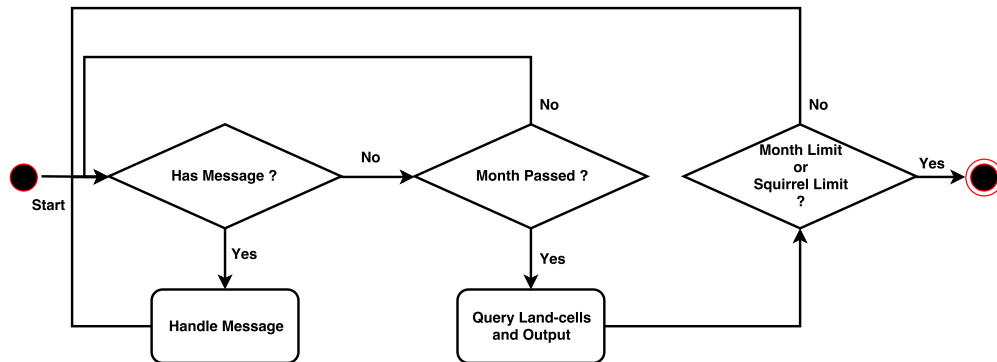 Start
Has Message ?
No
Month Passed ?
No
Month Limit
or
Squirrel Limit
?
No
Yes
Yes
Handle Message
Yes
Query Land-cells
and Output